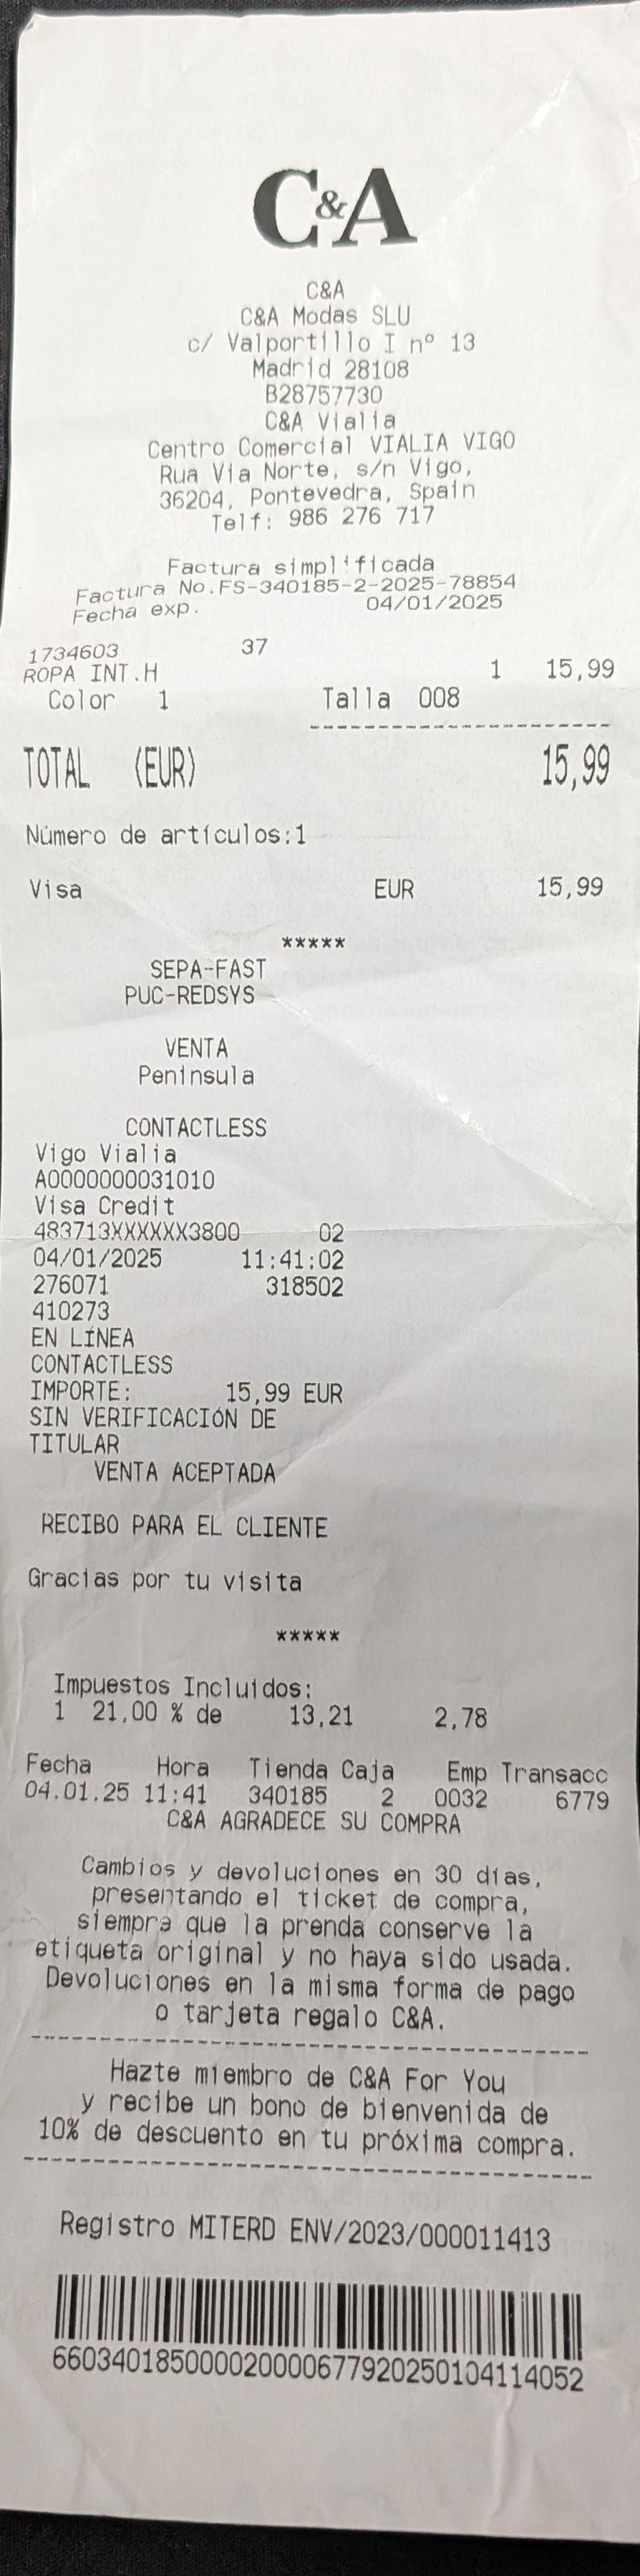 C&A
C&A
C&A Modas SLU
c/ Valportillo I nº 13
Madrid 28108
B28757730
C&A Vialia
Centro Comercial VIALIA VIGO
Rua Via Norte, s/n Vigo,
36204, Pontevedra, Spain
Telf: 986 276 717
Factura simplificada
Factura No.FS-340185-2-2025-78854
Fecha exp. 04/01/2025
1734603 37
ROPA INT.H 1 15,99
Color 1 Talla 008
TOTAL (EUR) 15,99
Número de artículos:1
Visa EUR 15,99
*****
SEPA-FAST
PUC-REDSYS
VENTA
Peninsula
CONTACTLESS
Vigo Vialia
A0000000031010
Visa Credit
483713XXXXXX3800 02
04/01/2025 11:41:02
276071 318502
410273
EN LÍNEA
CONTACTLESS
IMPORTE: 15,99 EUR
SIN VERIFICACIÓN DE
TITULAR
VENTA ACEPTADA
RECIBO PARA EL CLIENTE
Gracias por tu visita
*****
Impuestos Incluidos:
1 21,00 % de 13,21 2,78
Fecha Hora Tienda Caja Emp Transacc
04.01.25 11:41 340185 2 0032 6779
C&A AGRADECE SU COMPRA
Cambios y devoluciones en 30 días,
presentando el ticket de compra,
siempre que la prenda conserve la
etiqueta original y no haya sido usada.
Devoluciones en la misma forma de pago
o tarjeta regalo C&A.
Hazte miembro de C&A For You
y recibe un bono de bienvenida de
10% de descuento en tu próxima compra.
Registro MITERD ENV/2023/000011413
660340185000020000677920250104114052